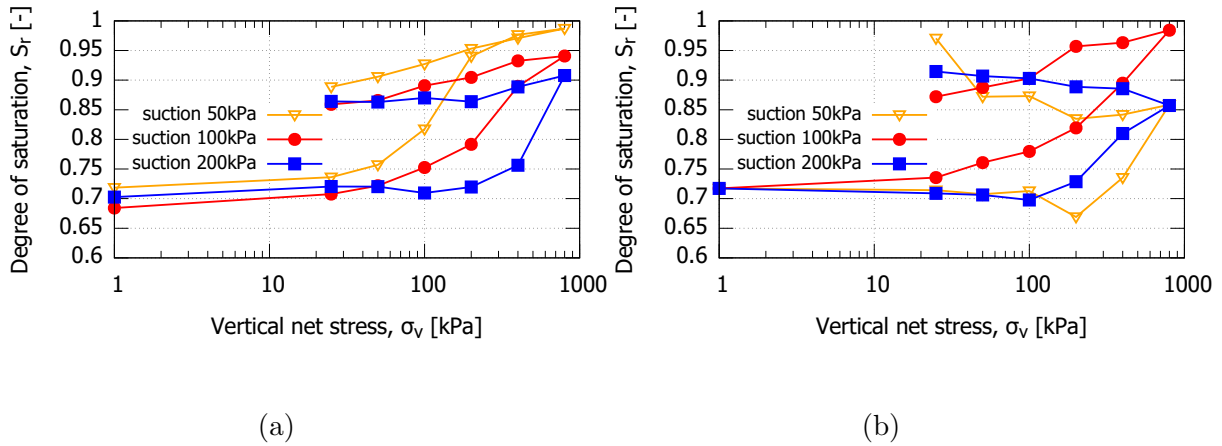 Degree of saturation, Sr [-]
1
0.95
0.9
0.85
0.8
0.75
0.7
0.65
0.6
suction 50kPa
suction 100kPa
suction 200kPa
1
10
100
1000
Vertical net stress, σv [kPa]
(a)
Degree of saturation, Sr [-]
1
0.95
0.9
0.85
0.8
0.75
0.7
0.65
0.6
suction 50kPa
suction 100kPa
suction 200kPa
1
10
100
1000
Vertical net stress, σv [kPa]
(b)